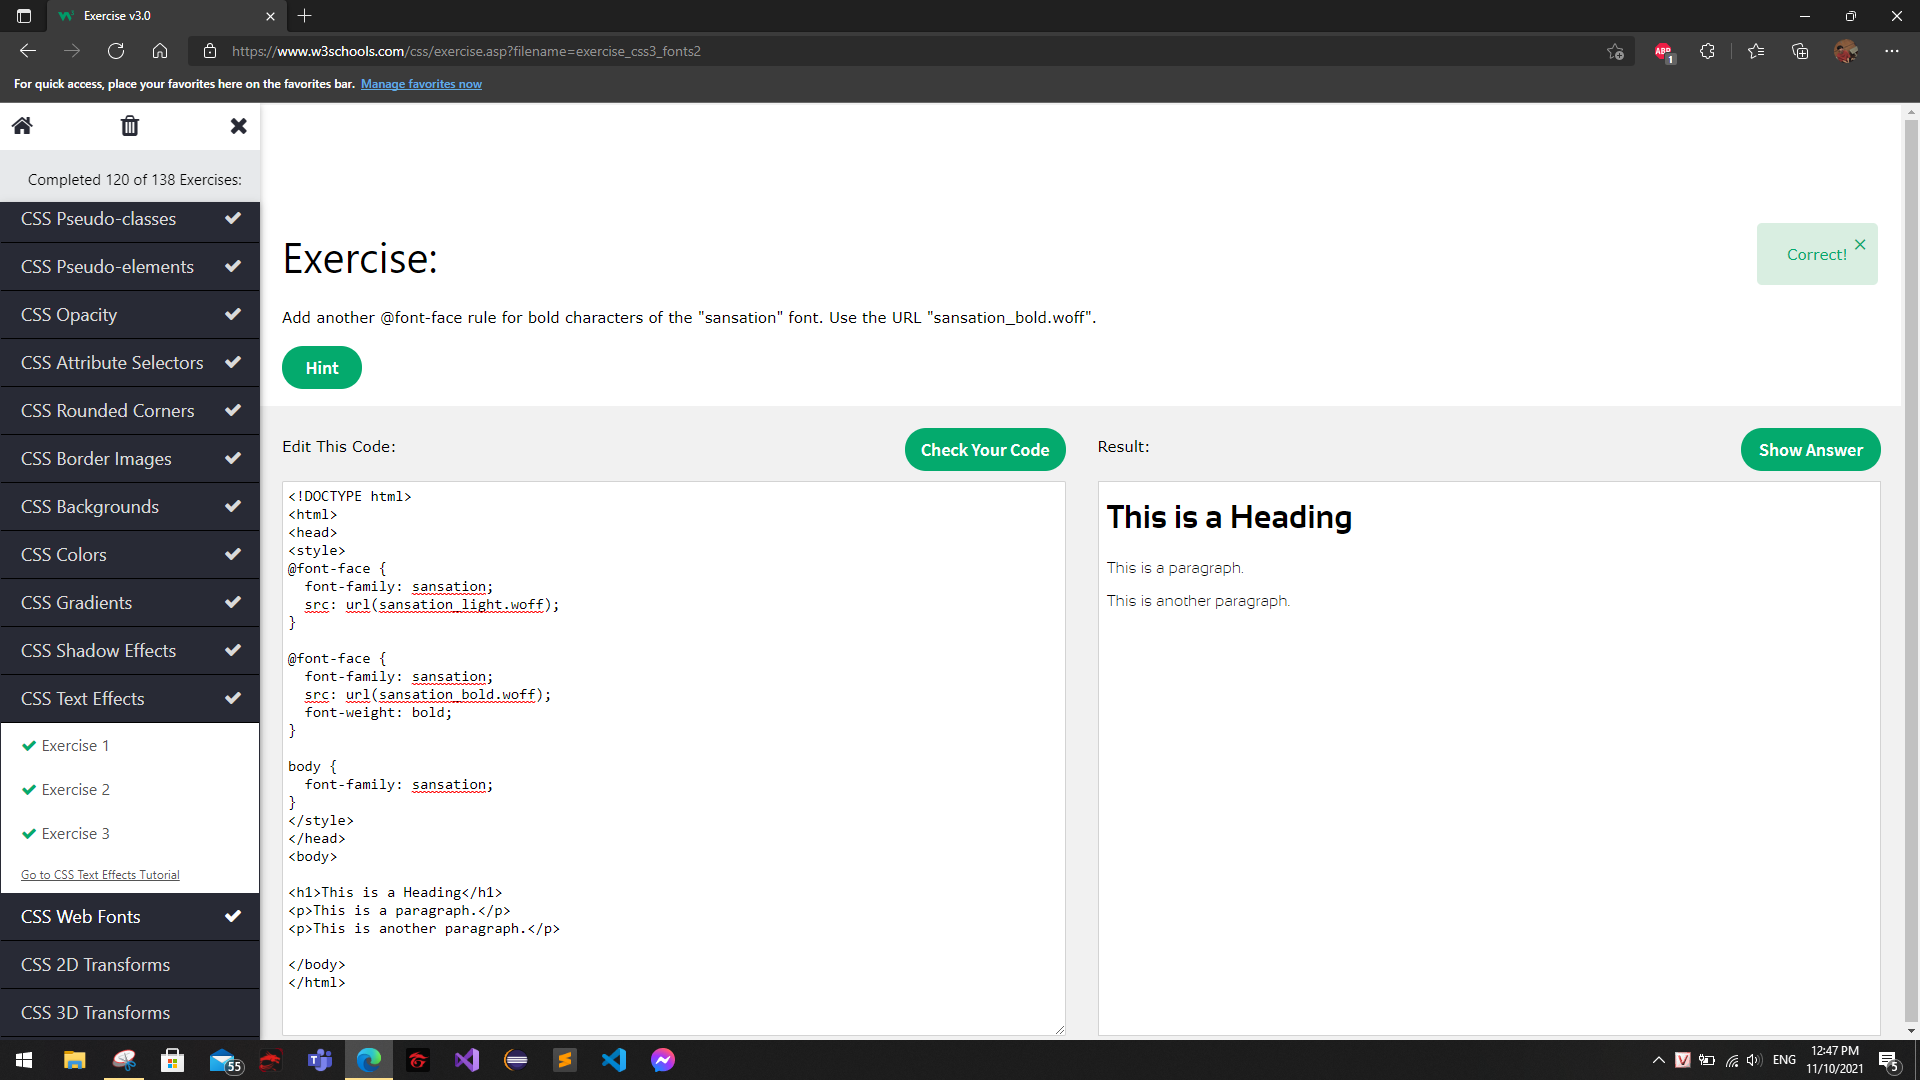 Exercise v3.0
https://www.w3schools.com/css/exercise.asp?filename=exercise_css3_fonts2
ABP
1
For quick access, place your favorites here on the favorites bar. Manage favorites now
Completed 120 of 138 Exercises:
CSS Pseudo-classes
CSS Pseudo-elements
CSS Opacity
CSS Attribute Selectors
CSS Rounded Corners
CSS Border Images
CSS Backgrounds
CSS Colors
CSS Gradients
CSS Shadow Effects
CSS Text Effects
Exercise 1
Exercise 2
Exercise 3
Go to CSS Text Effects Tutorial
CSS Web Fonts
CSS 2D Transforms
CSS 3D Transforms
Exercise:
Correct!
Add another @font-face rule for bold characters of the "sansation" font. Use the URL "sansation_bold.woff".
Hint
Edit This Code:
Check Your Code
<!DOCTYPE html>
<html>
<head>
<style>
@font-face {
  font-family: sansation;
  src: url(sansation_light.woff);
}
@font-face {
  font-family: sansation;
  src: url(sansation_bold.woff);
  font-weight: bold;
}
body {
  font-family: sansation;
}
</style>
</head>
<body>
<h1>This is a Heading</h1>
<p>This is a paragraph.</p>
<p>This is another paragraph.</p>
</body>
</html>
Result:
Show Answer
This is a Heading
This is a paragraph.
This is another paragraph.
55
V
ENG
12:47 PM
11/10/2021
5